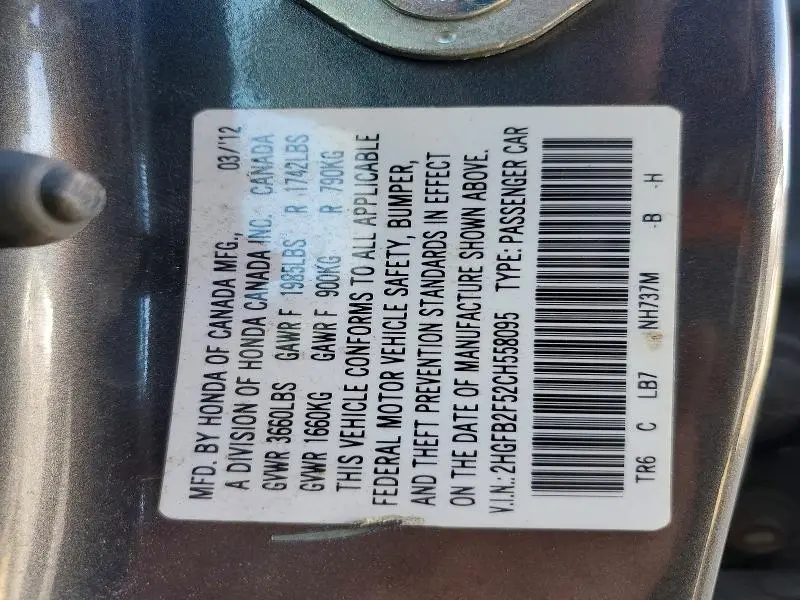 MFD. BY HONDA OF CANADA MFG., 03/'12
A DIVISION OF HONDA CANADA INC. CANADA
GVWR 3660LBS GAWR F 1985LBS R 1742LBS
GVWR 1660KG GAWR F 900KG R 790KG
THIS VEHICLE CONFORMS TO ALL APPLICABLE
FEDERAL MOTOR VEHICLE SAFETY, BUMPER,
AND THEFT PREVENTION STANDARDS IN EFFECT
ON THE DATE OF MANUFACTURE SHOWN ABOVE.
V.I.N.:2HGFB2F52CH558095 TYPE: PASSENGER CAR
TR6 C LB7 NH737M -B -H